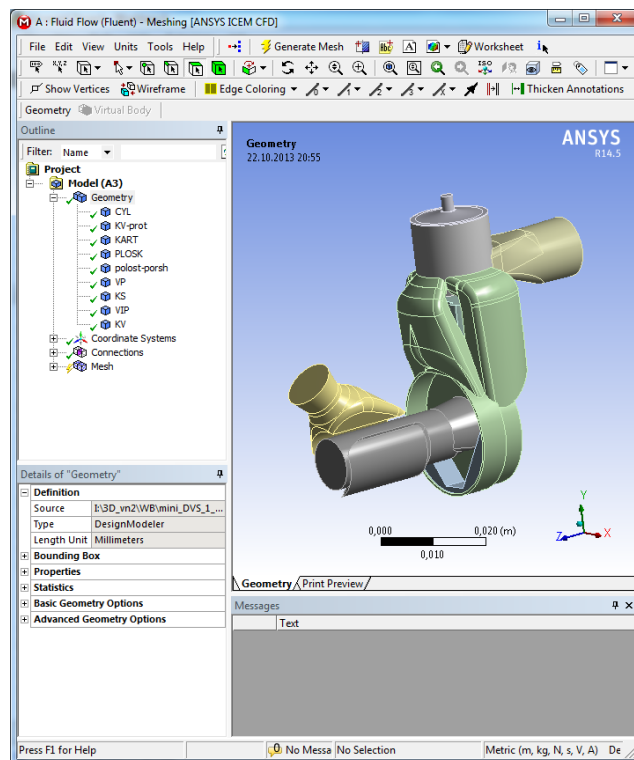 A : Fluid Flow (Fluent) - Meshing [ANSYS ICEM CFD]
File Edit View Units Tools Help Generate Mesh A Worksheet
Show Vertices Wireframe Edge Coloring Thicken Annotations
Geometry Virtual Body
Outline
Filter: Name
Project
Model (A3)
Geometry
CYL
KV-prot
KART
PLOSK
polost-porsh
VP
KS
VIP
KV
Coordinate Systems
Connections
Mesh
Details of "Geometry"
Definition
Source I:\3D_vn2\WB\mini_DVS_1_...
Type DesignModeler
Length Unit Millimeters
Bounding Box
Properties
Statistics
Basic Geometry Options
Advanced Geometry Options
Geometry
22.10.2013 20:55
ANSYS
R14.5
0,000 0,020 (m)
0,010
Y
Z X
Geometry Print Preview
Messages
Text
Press F1 for Help 0 No Messa No Selection Metric (m, kg, N, s, V, A) De